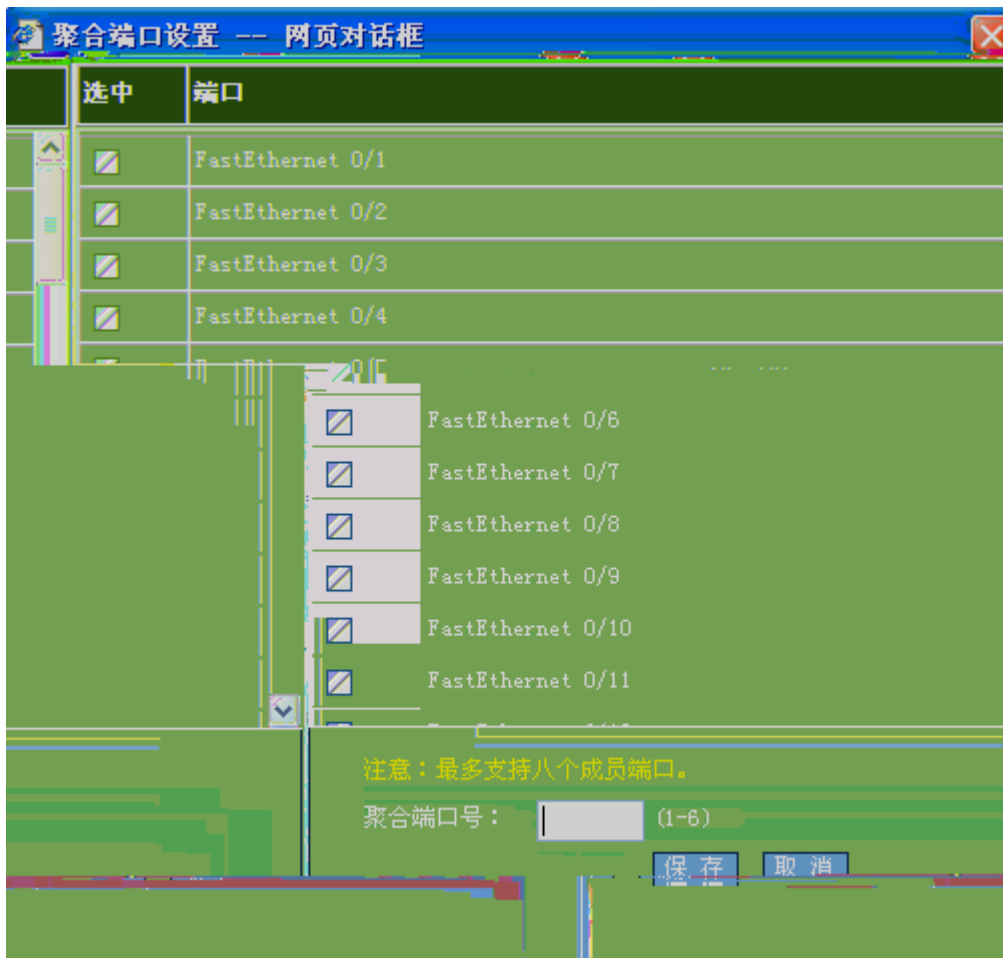 聚合端口设置 -- 网页对话框
选中 端口
FastEthernet 0/1
FastEthernet 0/2
FastEthernet 0/3
FastEthernet 0/4
FastEthernet 0/6
FastEthernet 0/7
FastEthernet 0/8
FastEthernet 0/9
FastEthernet 0/10
FastEthernet 0/11
注意：最多支持八个成员端口。
聚合端口号： (1-6)
保 存 取 消